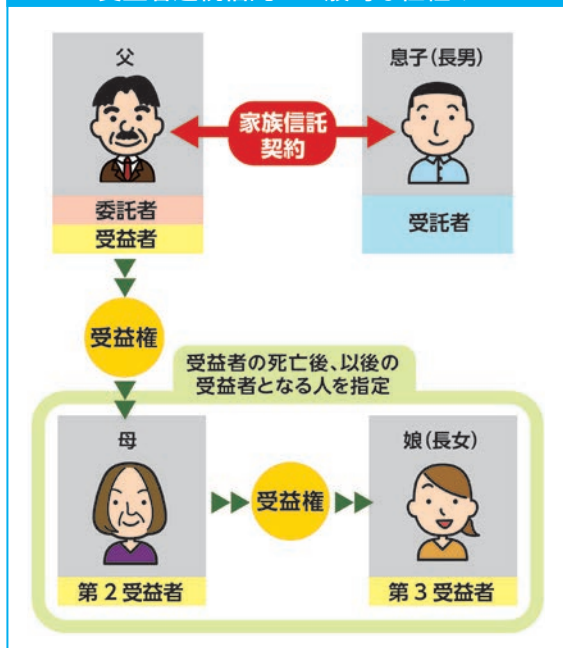 父
息子(長男)
家族信託
契約
委託者
受益者
受託者
受益権
受益者の死亡後、以後の
受益者となる人を指定
母
娘(長女)
受益権
第2受益者
第3受益者